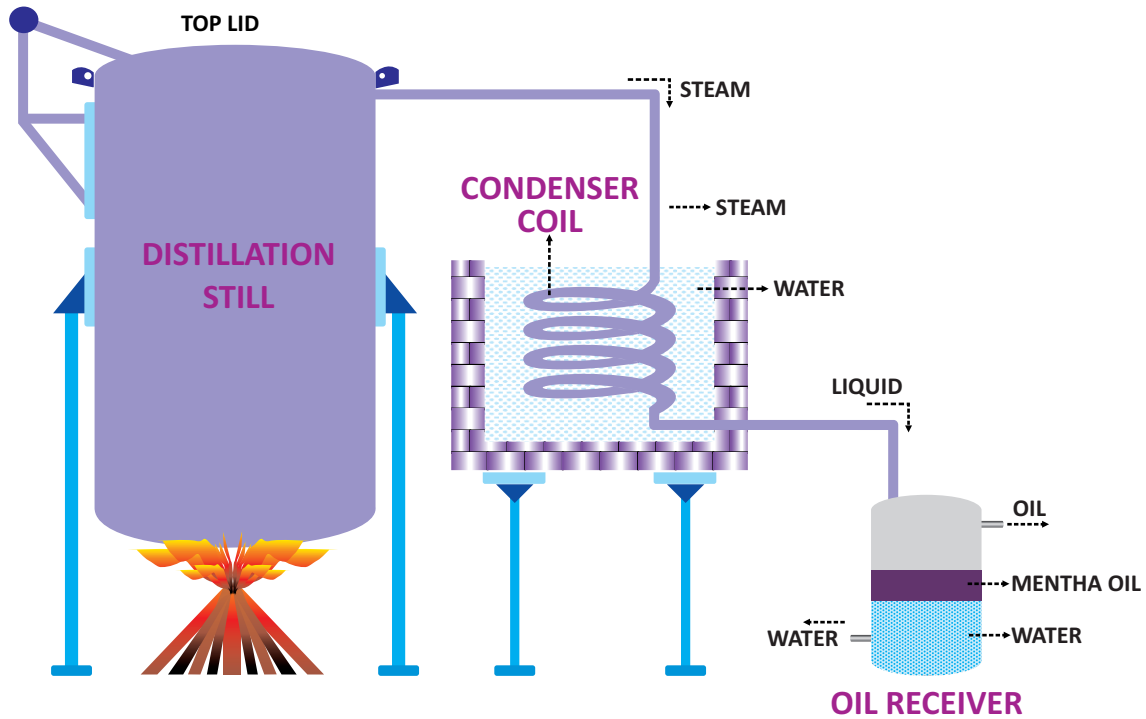 TOP LID
STEAM
CONDENSER
COIL
STEAM
DISTILLATION
STILL
WATER
LIQUID
OIL
MENTHA OIL
WATER
WATER
OIL RECEIVER